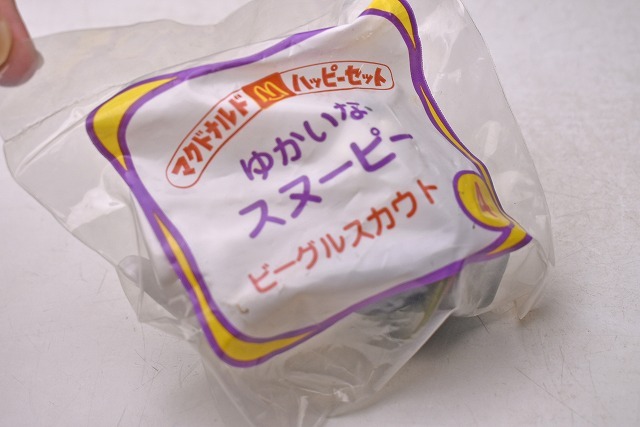 マクドナルド ハッピーセット
ゆかいな
スヌーピー
ビーグルスカウト
4